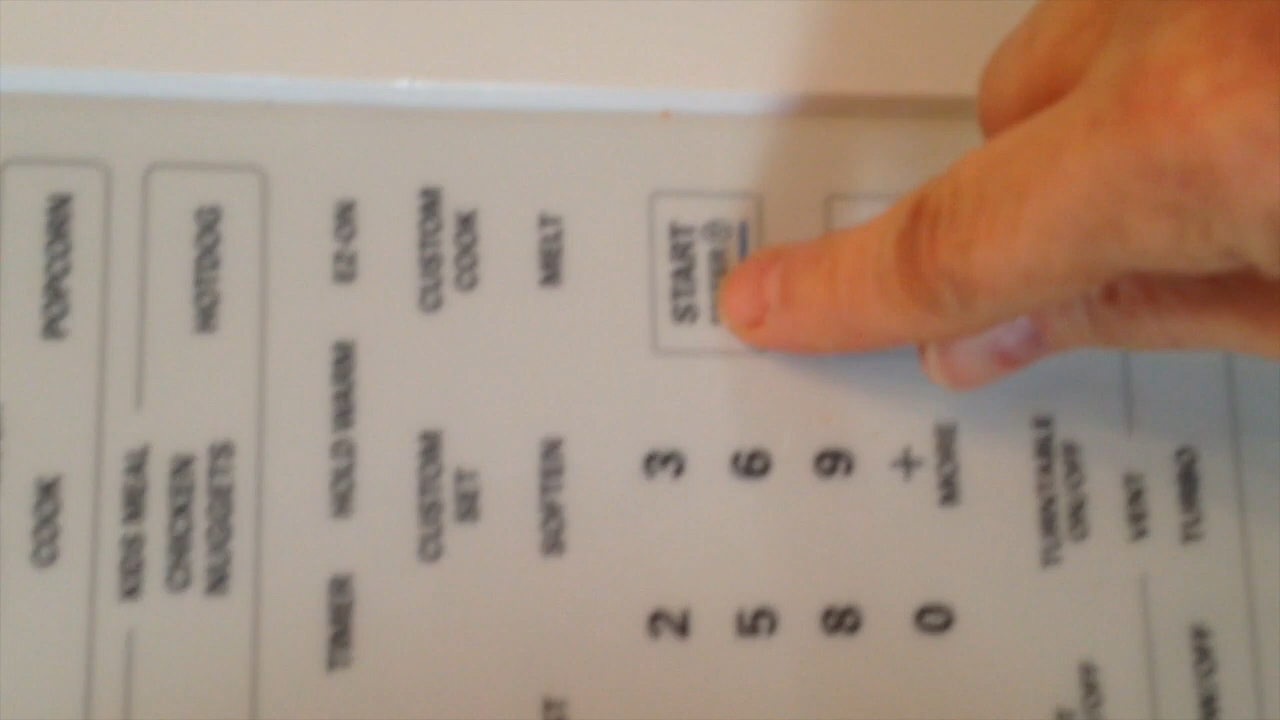 COOK
POPCORN
KIDS MEAL
CHICKEN
NUGGETS
HOTDOG
TIMER
HOLD WARM
EZ-ON
CUSTOM
SET
CUSTOM
COOK
SOFTEN
MELT
2
3
START
5
6
8
9
0
+
MORE
TURNTABLE
ON/OFF
VENT
TURBO